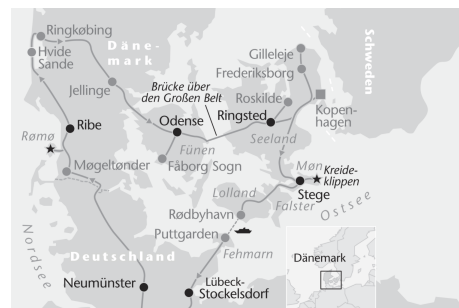 Ringkøbing
Hvide
Sande
Däne-
mark
Jellinge
Brücke über
den Großen Belt
Gilleleje
Frederiksborg
Roskilde
Ringsted
Kopen-
hagen
Schweden
Seeland
Odense
Fünen
Fåborg Sogn
Ribe
Rømø
Møgeltønder
Møn
Kreide-
klippen
Stege
Lolland
Falster
Ostsee
Rødbyhavn
Puttgarden
Fehmarn
Nordsee
Deutschland
Neumünster
Lübeck-
Stockelsdorf
Dänemark